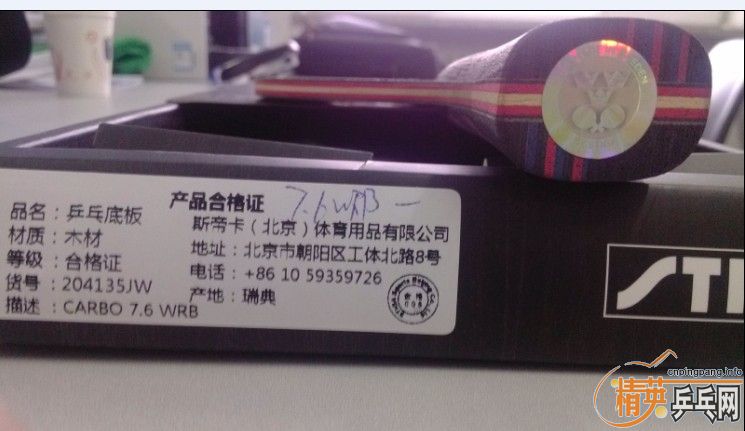 产品合格证 7.6 WRB 一
品名：乒乓底板
材质：木材
等级：合格证
货号：204135JW
描述：CARBO 7.6 WRB
斯帝卡（北京）体育用品有限公司
地址：北京市朝阳区工体北路8号
电话：+86 10 59359726
产地：瑞典
合格
STI
cnpingpang.info
精英乒乓网